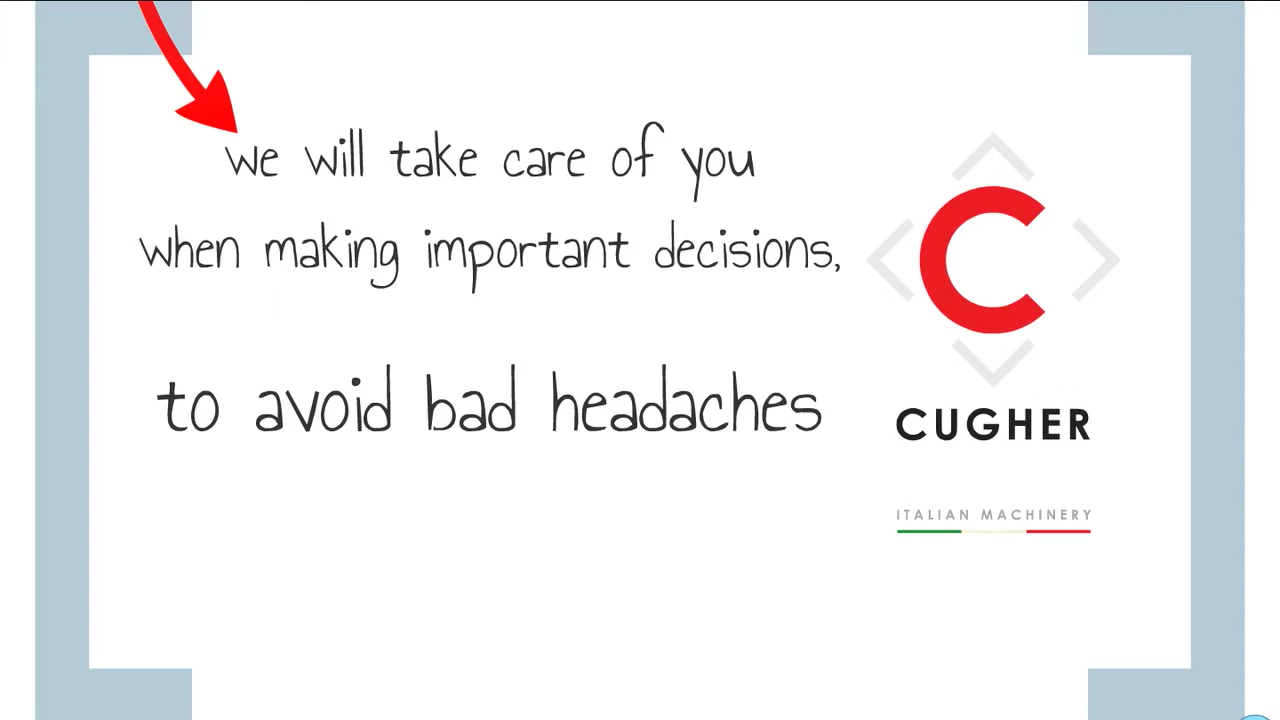 we will take care of you
when making important decisions,
to avoid bad headaches
CUGHER
ITALIAN MACHINERY